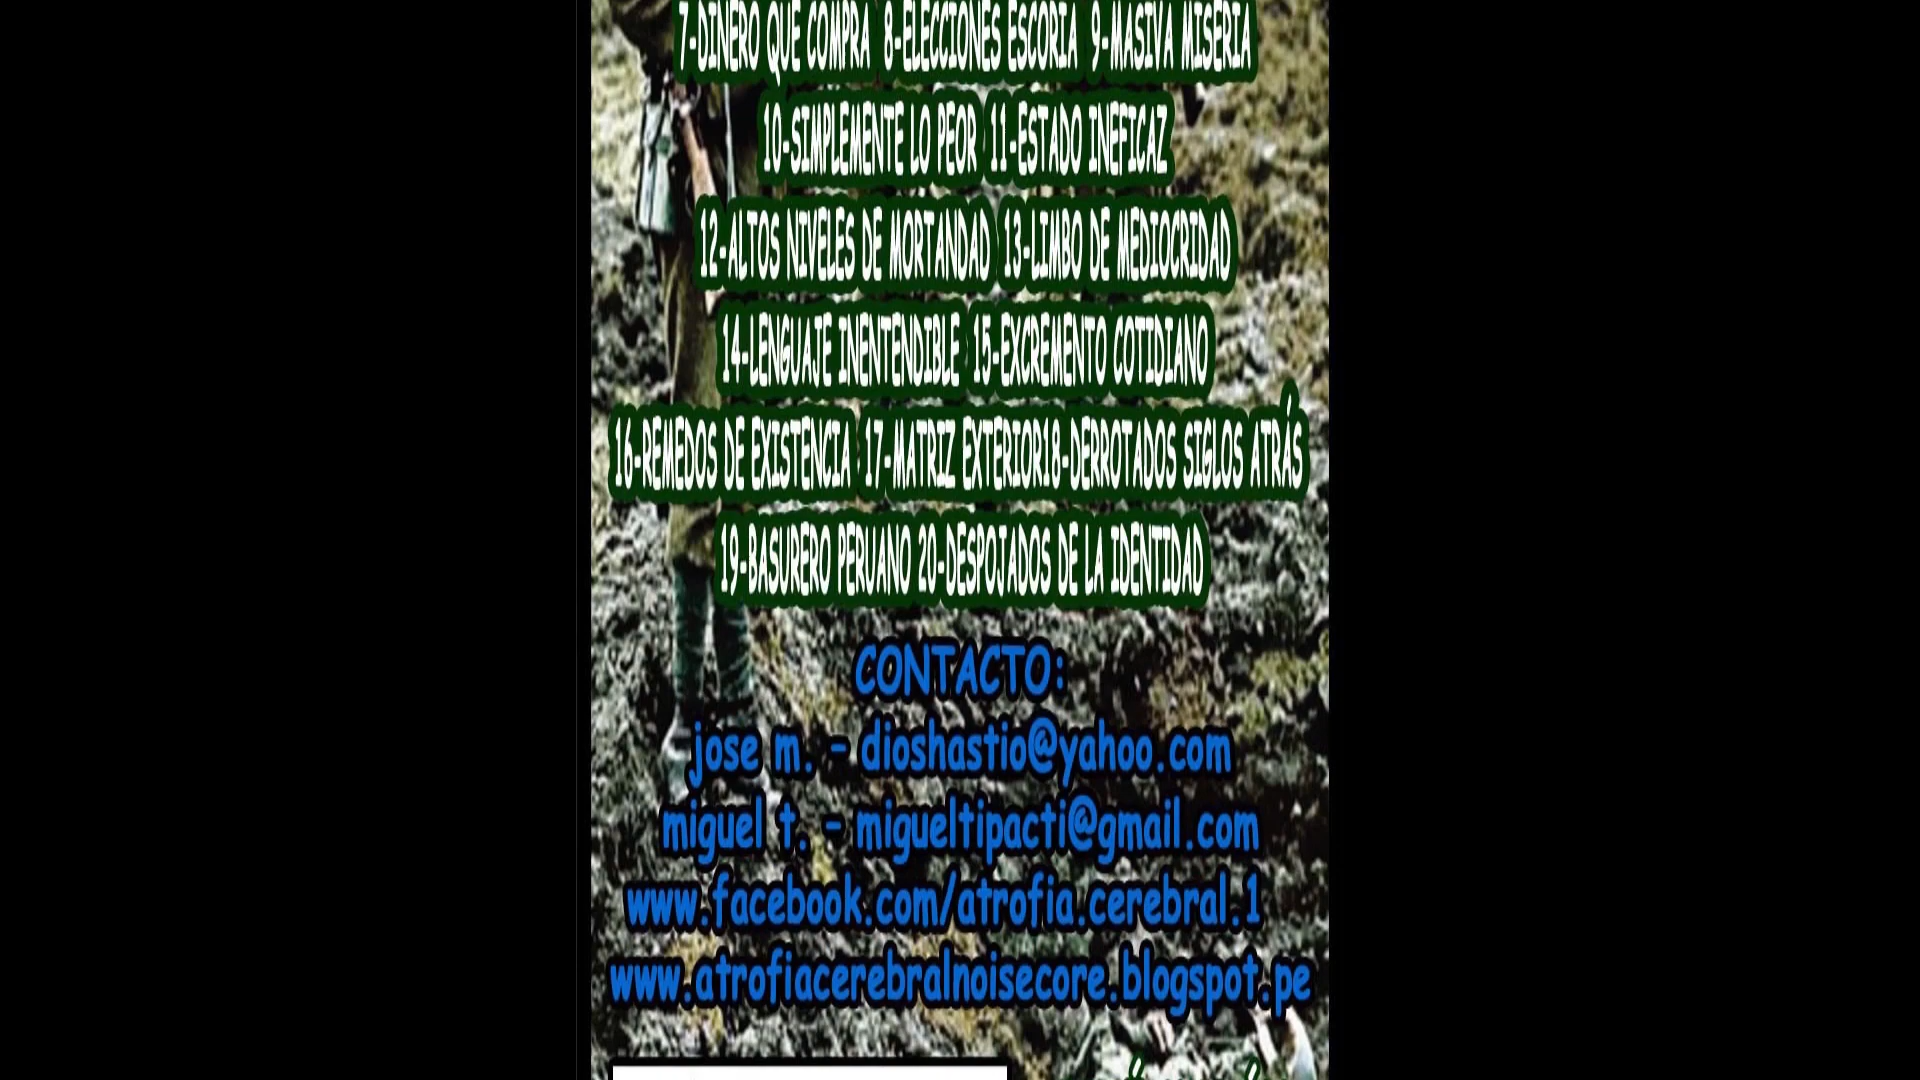 7-DINERO QUE COMPRA 8-ELECCIONES ESCORIA 9-MASIVA MISERIA
10-SIMPLEMENTE LO PEOR 11-ESTADO INEFICAZ
12-ALTOS NIVELES DE MORTANDAD 13-LIMBO DE MEDIOCRIDAD
14-LENGUAJE INENTENDIBLE 15-EXCREMENTO COTIDIANO
16-REMEDOS DE EXISTENCIA 17-MATRIZ EXTERIOR18-DERROTADOS SIGLOS ATRÁS
19-BASURERO PERUANO 20-DESPOJADOS DE LA IDENTIDAD
CONTACTO:
jose m. - dioshastio@yahoo.com
miguel t. - migueltipacti@gmail.com
www.facebook.com/atrofia.cerebral.1
www.atrofiacerebralnoisecore.blogspot.pe